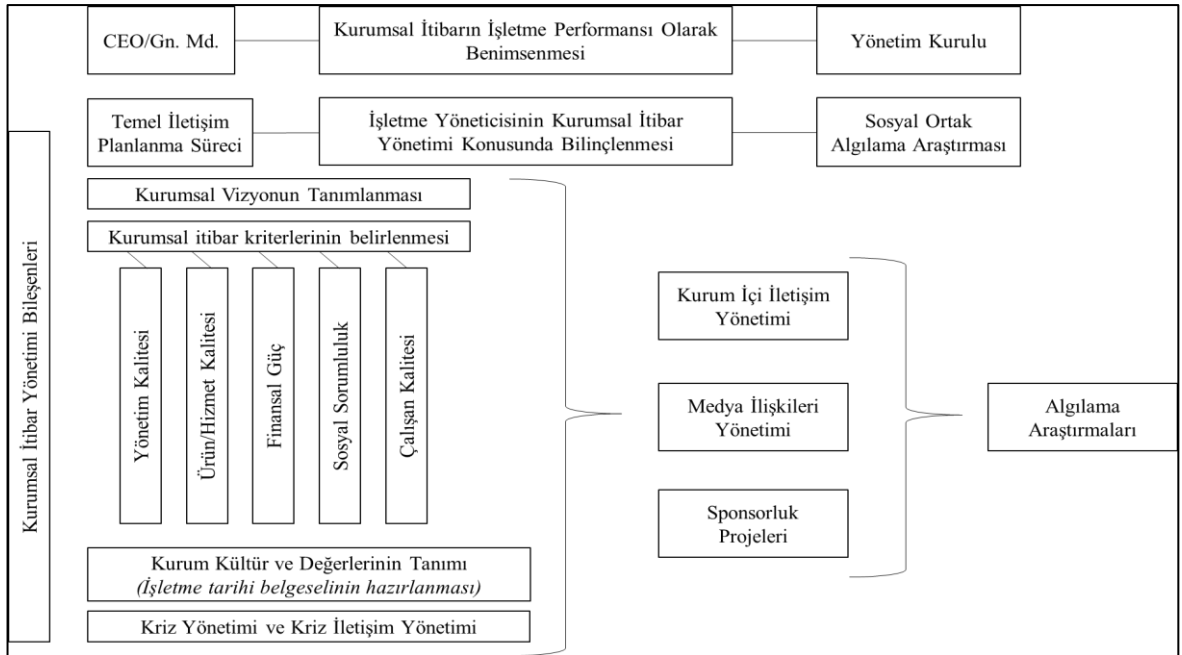 CEO/Gn. Md.
Kurumsal İtibarın İşletme Performansı Olarak
Benimsenmesi
Yönetim Kurulu
Temel İletişim
Planlanma Süreci
İşletme Yöneticisinin Kurumsal İtibar
Yönetimi Konusunda Bilinçlenmesi
Sosyal Ortak
Algılama Araştırması
Kurumsal İtibar Yönetimi Bileşenleri
Kurumsal Vizyonun Tanımlanması
Kurumsal itibar kriterlerinin belirlenmesi
Yönetim Kalitesi
Ürün/Hizmet Kalitesi
Finansal Güç
Sosyal Sorumluluk
Çalışan Kalitesi
Kurum Kültür ve Değerlerinin Tanımı
(İşletme tarihi belgeselinin hazırlanması)
Kriz Yönetimi ve Kriz İletişim Yönetimi
Kurum İçi İletişim
Yönetimi
Medya İlişkileri
Yönetimi
Sponsorluk
Projeleri
Algılama
Araştırmaları